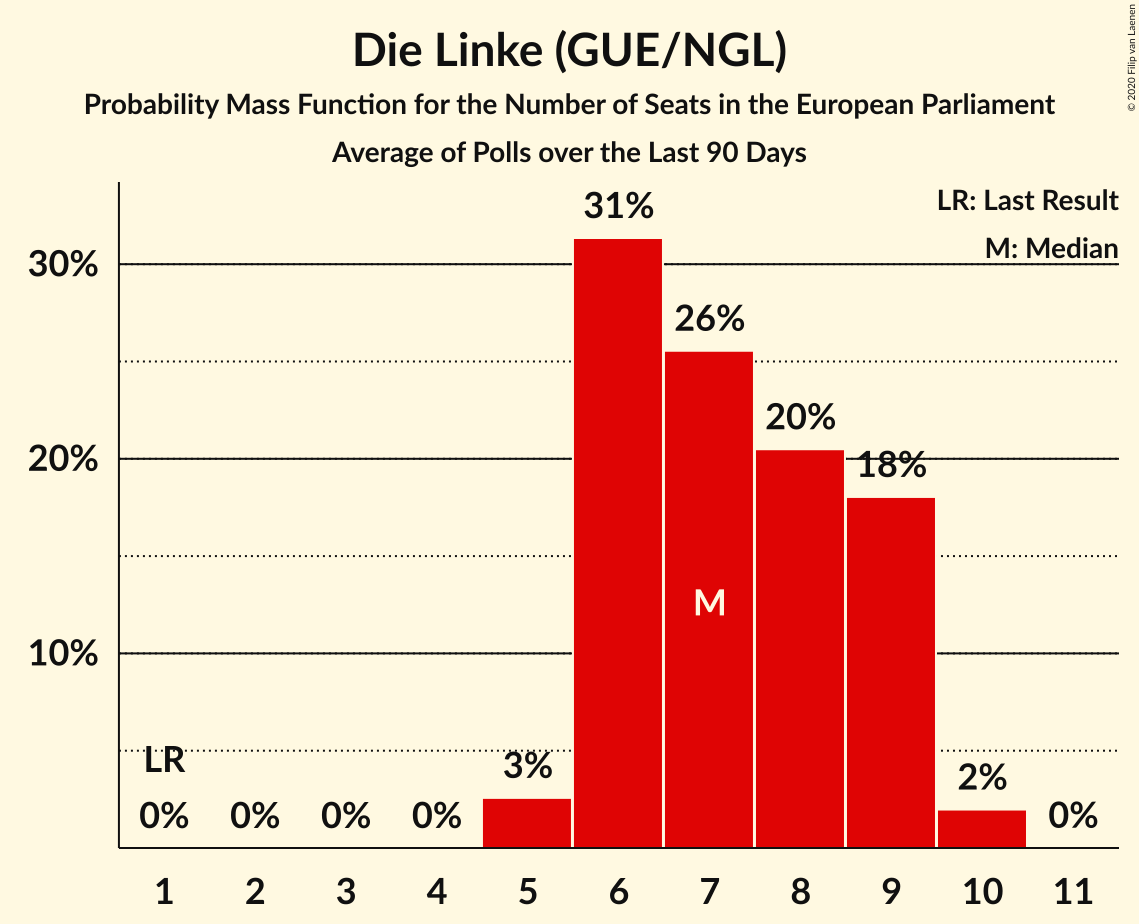 Die Linke (GUE/NGL)
Probability Mass Function for the Number of Seats in the European Parliament
Average of Polls over the Last 90 Days
© 2020 Filip van Laenen
LR: Last Result
M: Median
31%
30%
26%
20%
20%
18%
M
10%
LR
3%
2%
0%
0%
0%
0%
0%
1 2 3 4 5 6 7 8 9 10 11